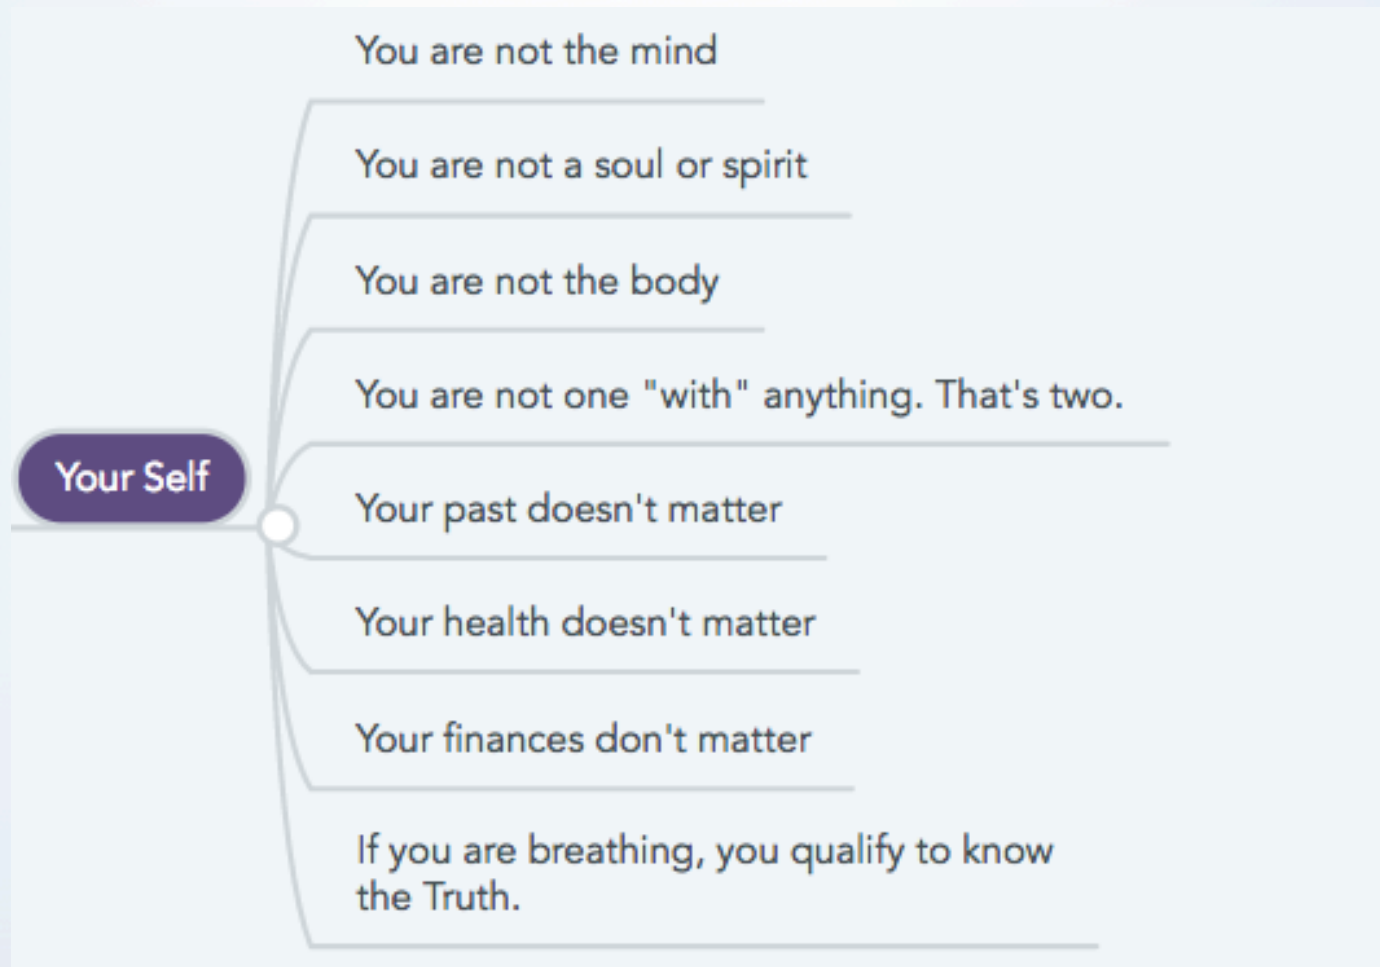 You are not the mind
You are not a soul or spirit
You are not the body
You are not one "with" anything. That's two.
Your Self
Your past doesn't matter
Your health doesn't matter
Your finances don't matter
If you are breathing, you qualify to know
the Truth.